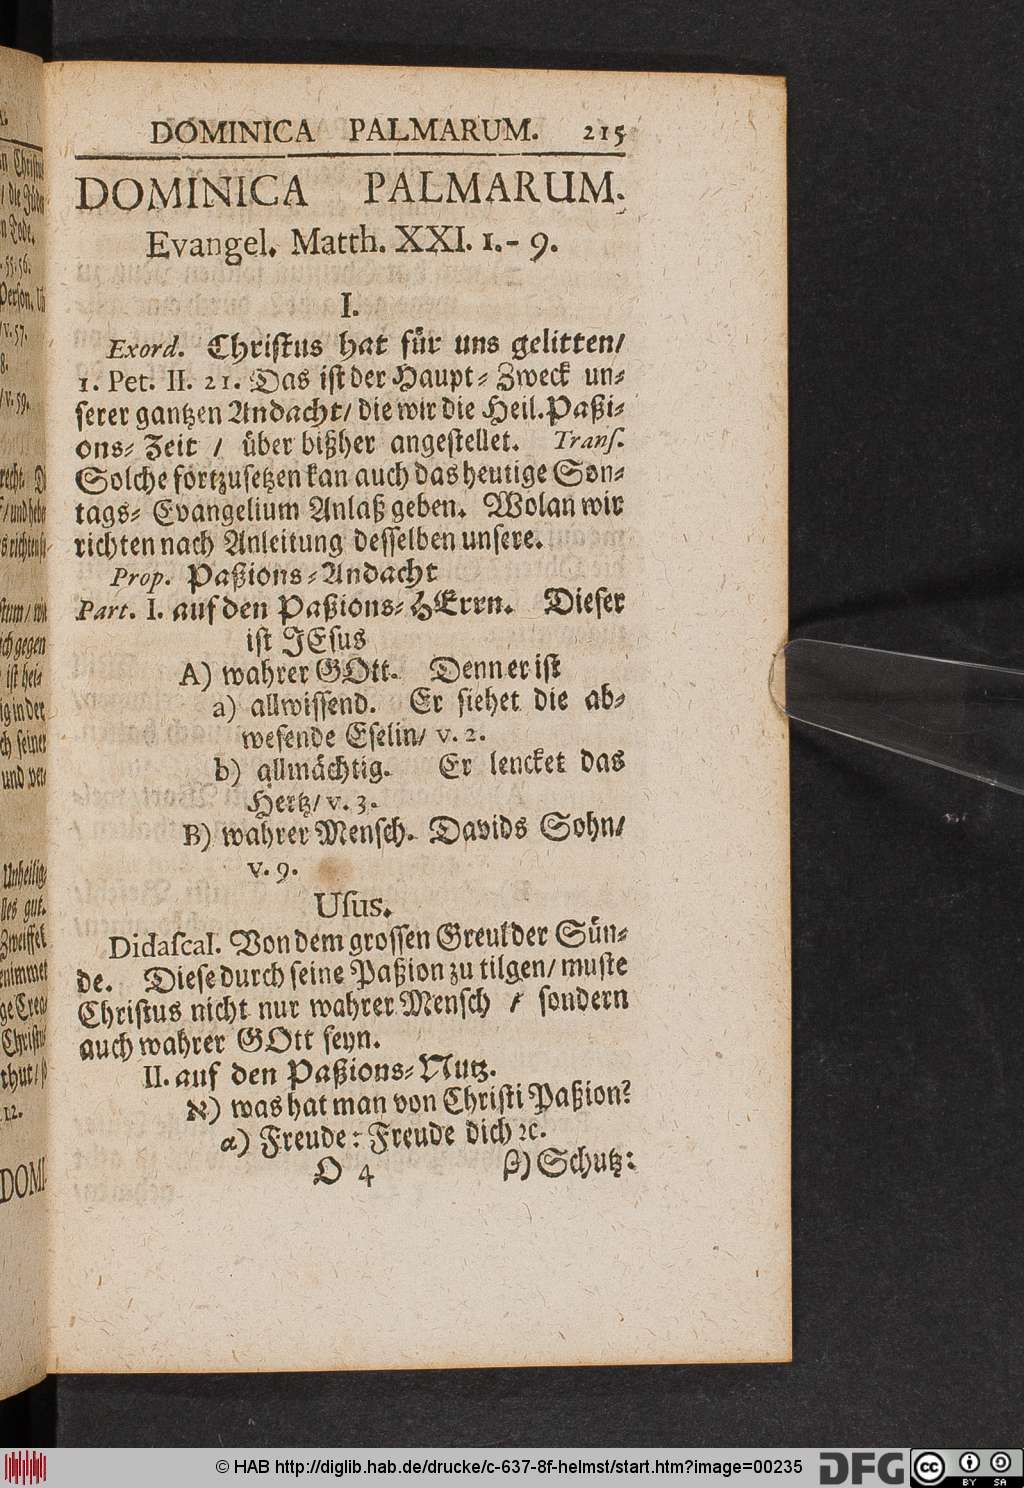 DOMINICA PALMARUM. 215
DOMINICA PALMARUM.
Evangel. Matth. XXI. 1.-9.
I.
Exord. Christus hat für uns gelitten/
1. Pet. II. 21. Das ist der Haupt-Zweck un-
serer gantzen Andacht/ die wir die Heil. Paßi-
ons-Zeit / über bißher angestellet. Transf.
Solche fortzusetzen kan auch das heutige Son-
tags-Evangelium Anlaß geben. Wolan wir
richten nach Anleitung desselben unsere.
Prop. Paßions-Andacht
Part. I. auf den Paßions-HErrn. Dieser
ist JEsus
A) wahrer GOtt. Denn er ist
a) allwissend. Er siehet die ab-
wesende Eselin/ v. 2.
b) allmächtig. Er lencket das
Hertz/ v. 3.
B) wahrer Mensch. Davids Sohn/
v. 9.
Usus.
Didascal. Von dem grossen Greul der Sün-
de. Diese durch seine Paßion zu tilgen/ muste
Christus nicht nur wahrer Mensch / sondern
auch wahrer GOtt seyn.
II. auf den Paßions-Nutz.
א) was hat man von Christi Paßion?
α) Freude: Freude dich ꝛc.
O 4 β) Schutz:
© HAB http://diglib.hab.de/drucke/c-637-8f-helmst/start.htm?image=00235
DFG
cc BY SA